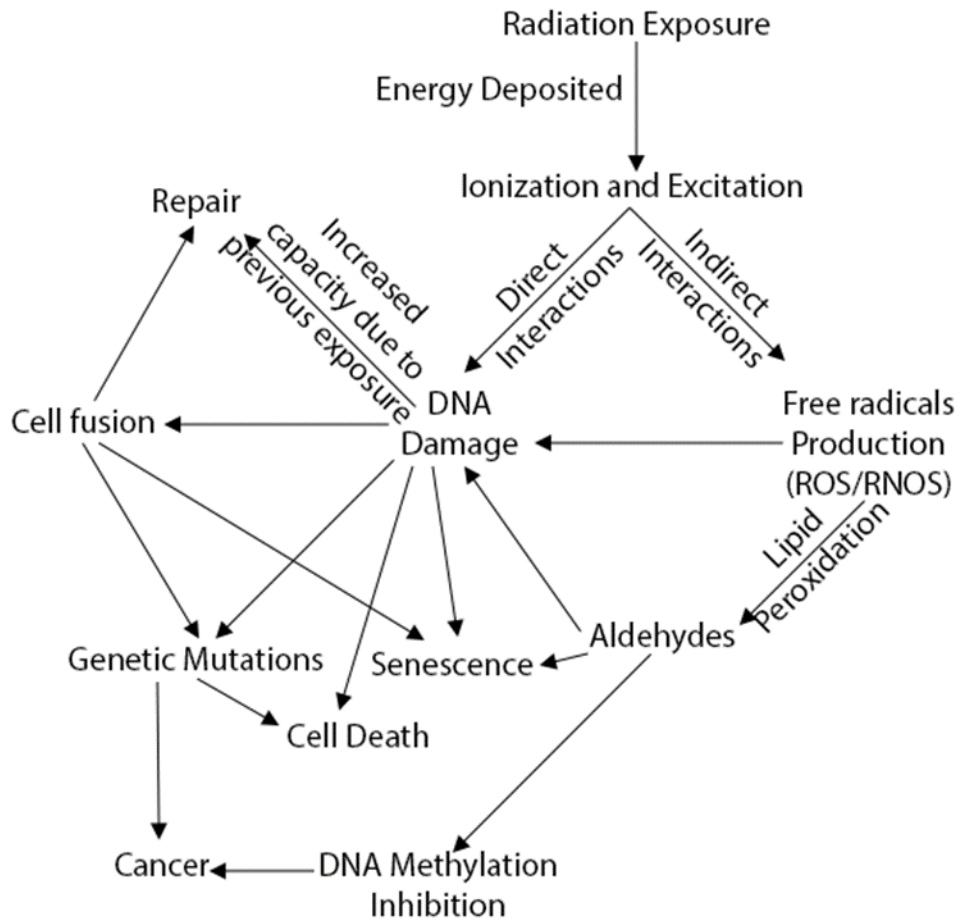 Radiation Exposure
Energy Deposited
Ionization and Excitation
Repair
Increased
capacity due to
previous exposure
Direct
Interactions
Indirect
Interactions
DNA
Damage
Cell fusion
Free radicals
Production
(ROS/RNOS)
Lipid
Peroxidation
Aldehydes
Genetic Mutations
Senescence
Cell Death
Cancer
DNA Methylation
Inhibition